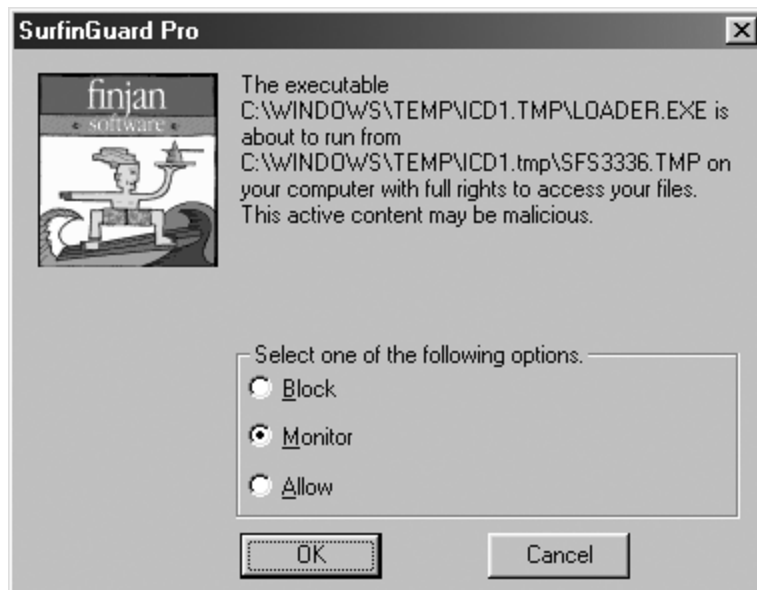 SurfinGuard Pro
finjan
software
The executable
C:\WINDOWS\TEMP\ICD1.TMP\LOADER.EXE is
about to run from
C:\WINDOWS\TEMP\ICD1.tmp\SFS3336.TMP on
your computer with full rights to access your files.
This active content may be malicious.
Select one of the following options.
Block
Monitor
Allow
OK
Cancel